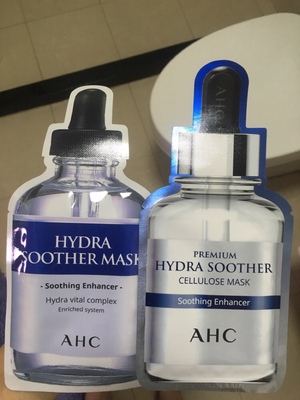 HYDRA
SOOTHER MASK
- Soothing Enhancer -
Hydra vital complex
Enriched system
AHC
AHC
PREMIUM
HYDRA SOOTHER
CELLULOSE MASK
Soothing Enhancer
AHC